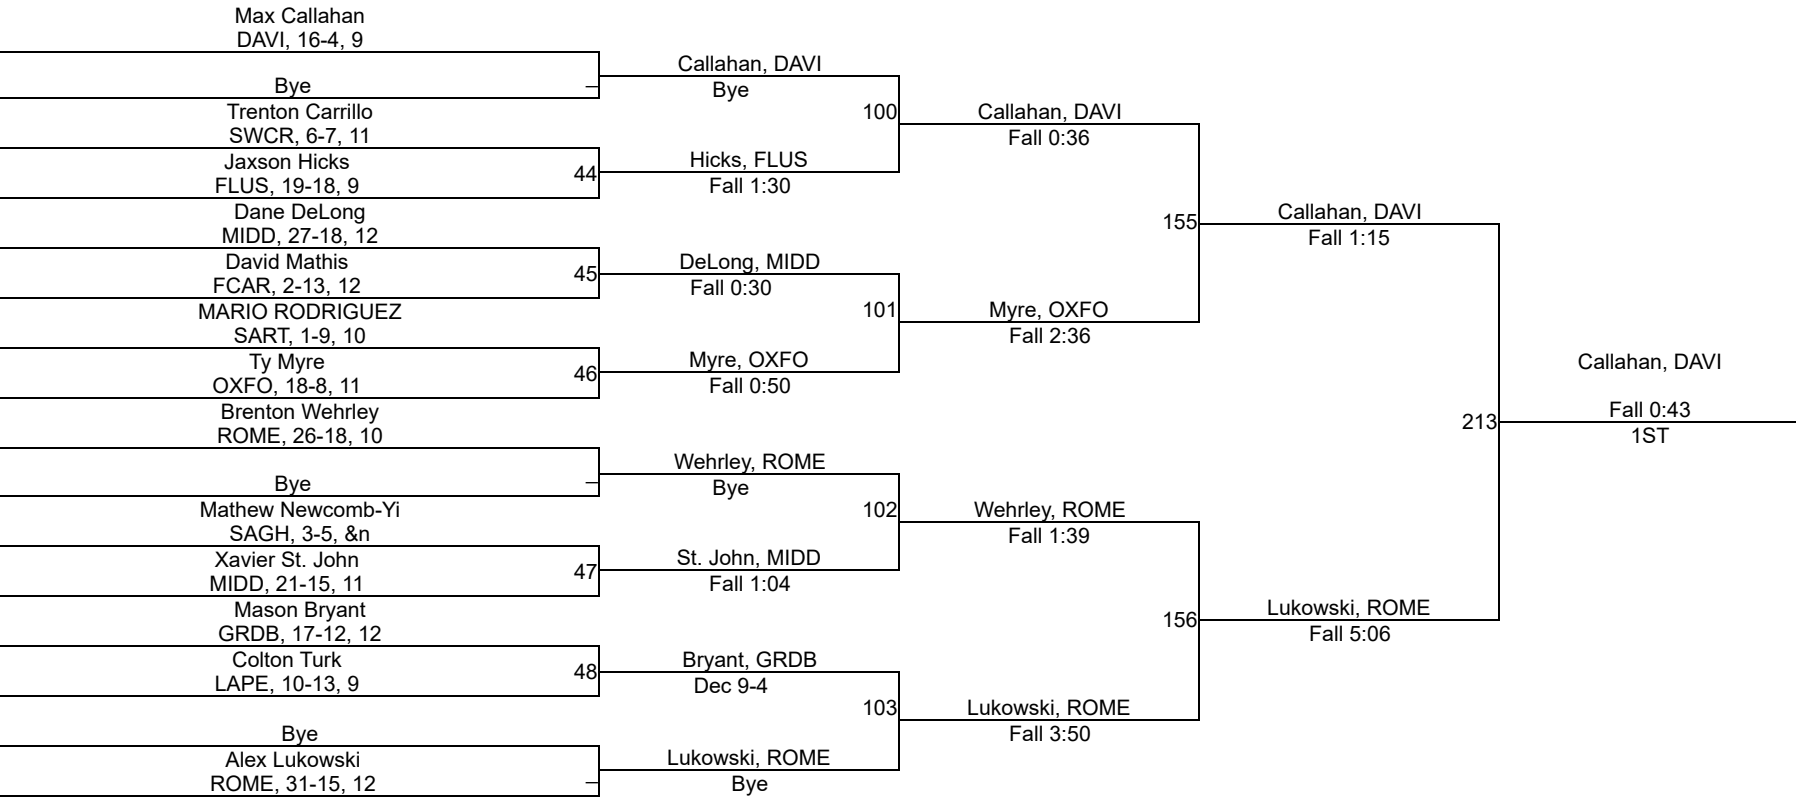 Max Callahan
DAVI, 16-4, 9
Bye
Trenton Carrillo
SWCR, 6-7, 11
Jaxson Hicks
FLUS, 19-18, 9
44
Dane DeLong
MIDD, 27-18, 12
David Mathis
FCAR, 2-13, 12
45
MARIO RODRIGUEZ
SART, 1-9, 10
Ty Myre
OXFO, 18-8, 11
46
Brenton Wehrley
ROME, 26-18, 10
Bye
Mathew Newcomb-Yi
SAGH, 3-5, &n
Xavier St. John
MIDD, 21-15, 11
47
Mason Bryant
GRDB, 17-12, 12
Colton Turk
LAPE, 10-13, 9
48
Bye
Alex Lukowski
ROME, 31-15, 12
Callahan, DAVI
Bye
100
Hicks, FLUS
Fall 1:30
DeLong, MIDD
Fall 0:30
101
Myre, OXFO
Fall 0:50
Wehrley, ROME
Bye
102
St. John, MIDD
Fall 1:04
Bryant, GRDB
Dec 9-4
103
Lukowski, ROME
Bye
Callahan, DAVI
Fall 0:36
155
Myre, OXFO
Fall 2:36
Wehrley, ROME
Fall 1:39
156
Lukowski, ROME
Fall 3:50
Callahan, DAVI
Fall 1:15
213
Lukowski, ROME
Fall 5:06
Callahan, DAVI
Fall 0:43
1ST